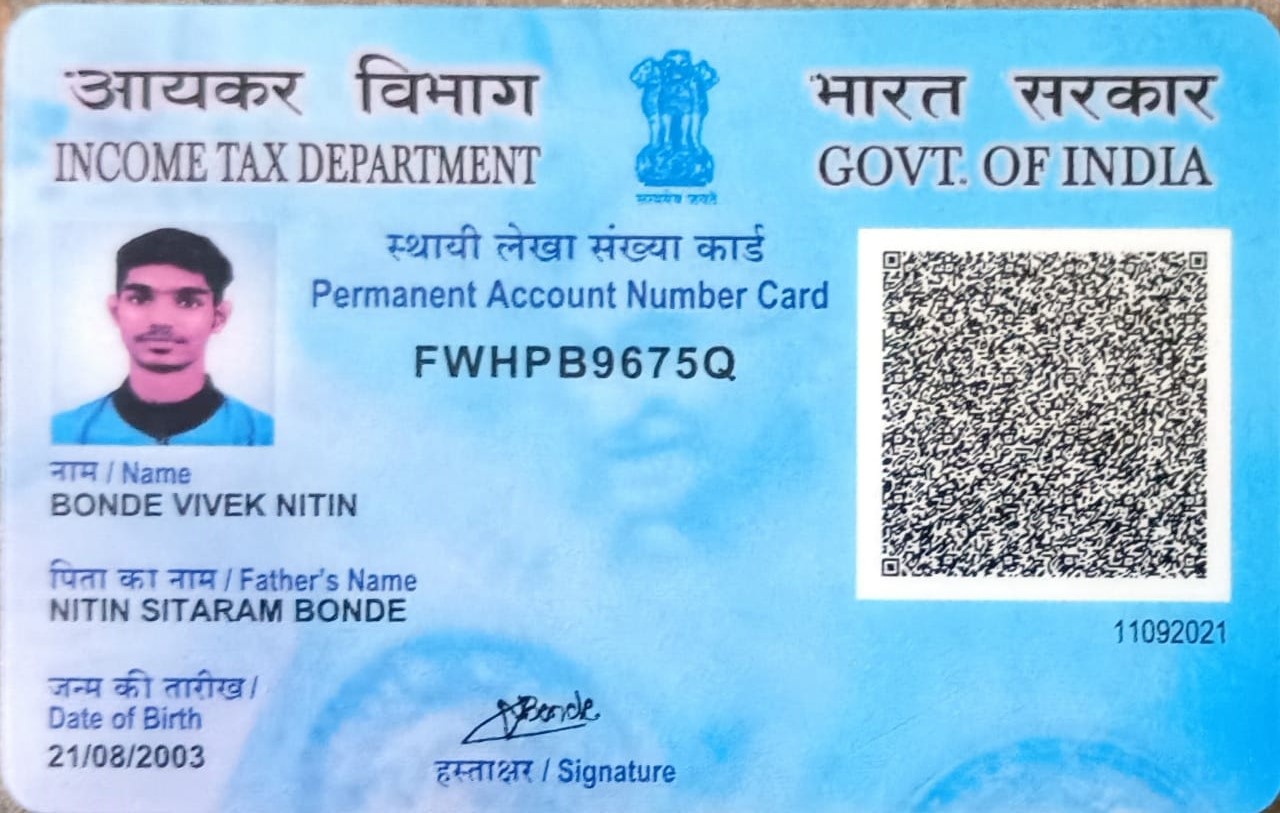 आयकर विभाग
INCOME TAX DEPARTMENT
सत्यमेव जयते
भारत सरकार
GOVT. OF INDIA
स्थायी लेखा संख्या कार्ड
Permanent Account Number Card
FWHPB9675Q
नाम / Name
BONDE VIVEK NITIN
पिता का नाम / Father's Name
NITIN SITARAM BONDE
11092021
जन्म की तारीख /
Date of Birth
21/08/2003
Bonde
हस्ताक्षर / Signature